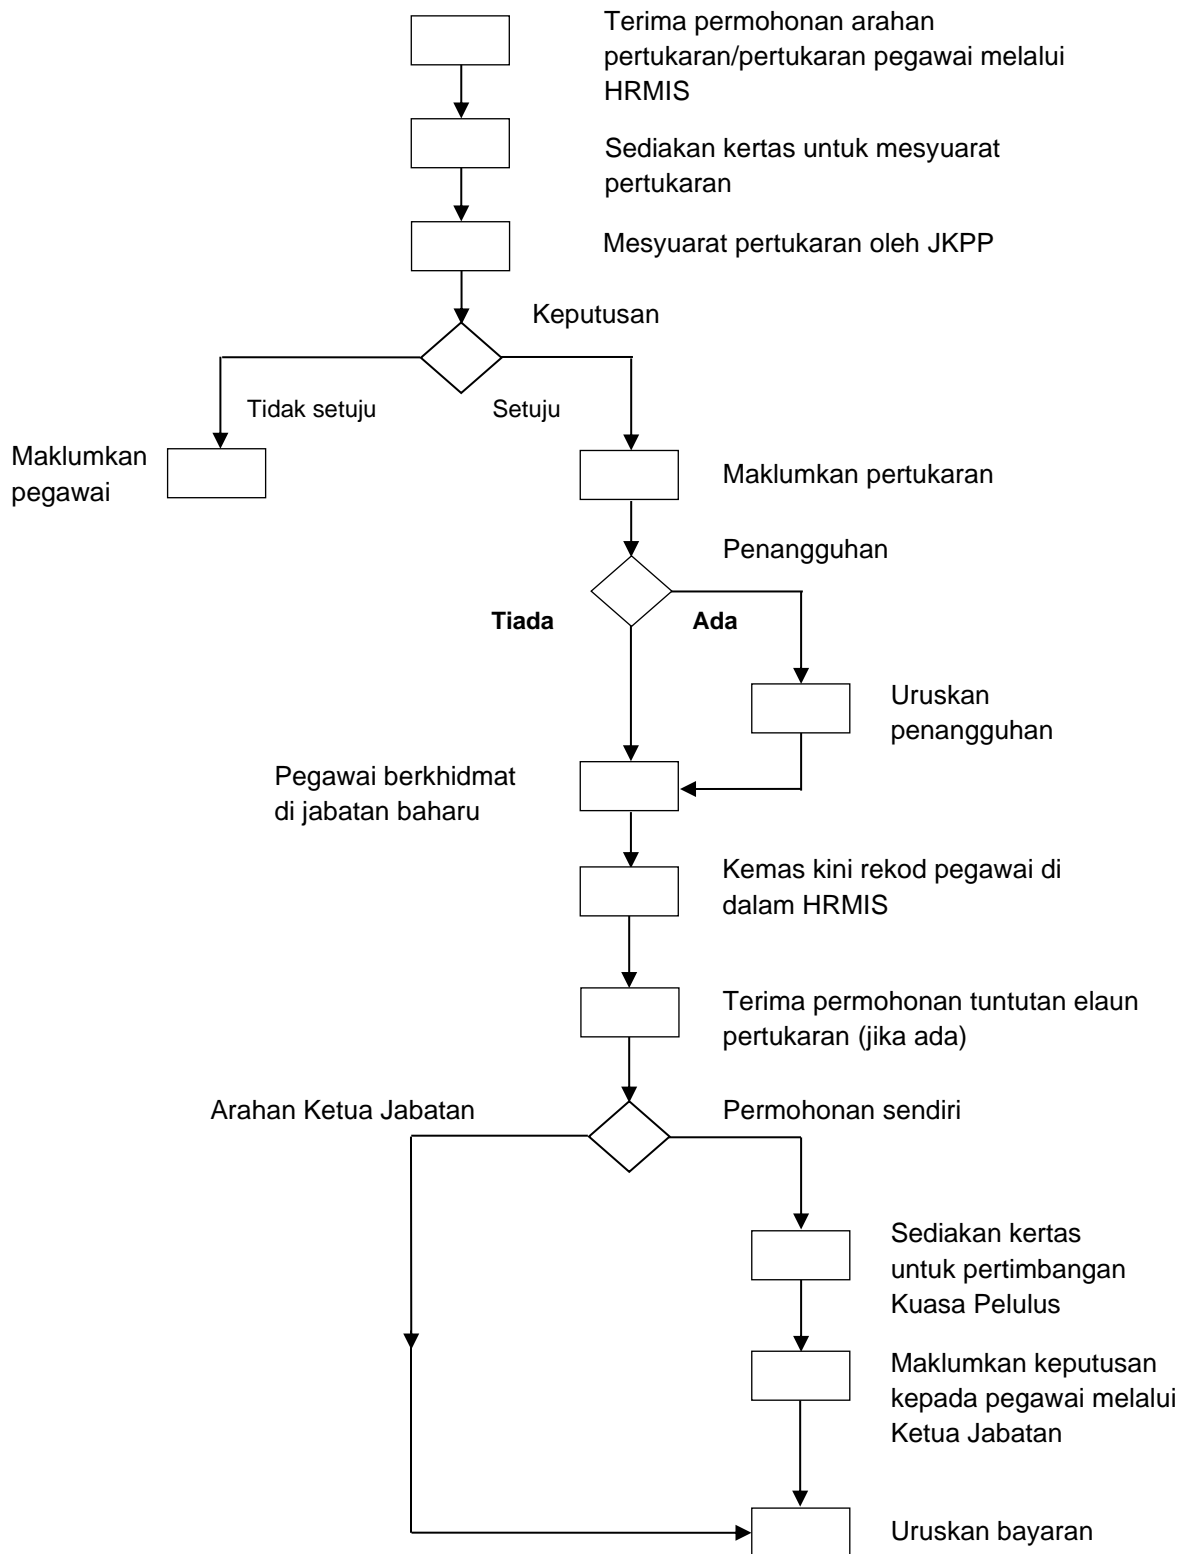 Terima permohonan arahan
pertukaran/pertukaran pegawai melalui
HRMIS
Sediakan kertas untuk mesyuarat
pertukaran
Mesyuarat pertukaran oleh JKPP
Keputusan
Tidak setuju
Setuju
Maklumkan
pegawai
Maklumkan pertukaran
Penangguhan
Tiada
Ada
Uruskan
penangguhan
Pegawai berkhidmat
di jabatan baharu
Kemas kini rekod pegawai di
dalam HRMIS
Terima permohonan tuntutan elaun
pertukaran (jika ada)
Arahan Ketua Jabatan
Permohonan sendiri
Sediakan kertas
untuk pertimbangan
Kuasa Pelulus
Maklumkan keputusan
kepada pegawai melalui
Ketua Jabatan
Uruskan bayaran